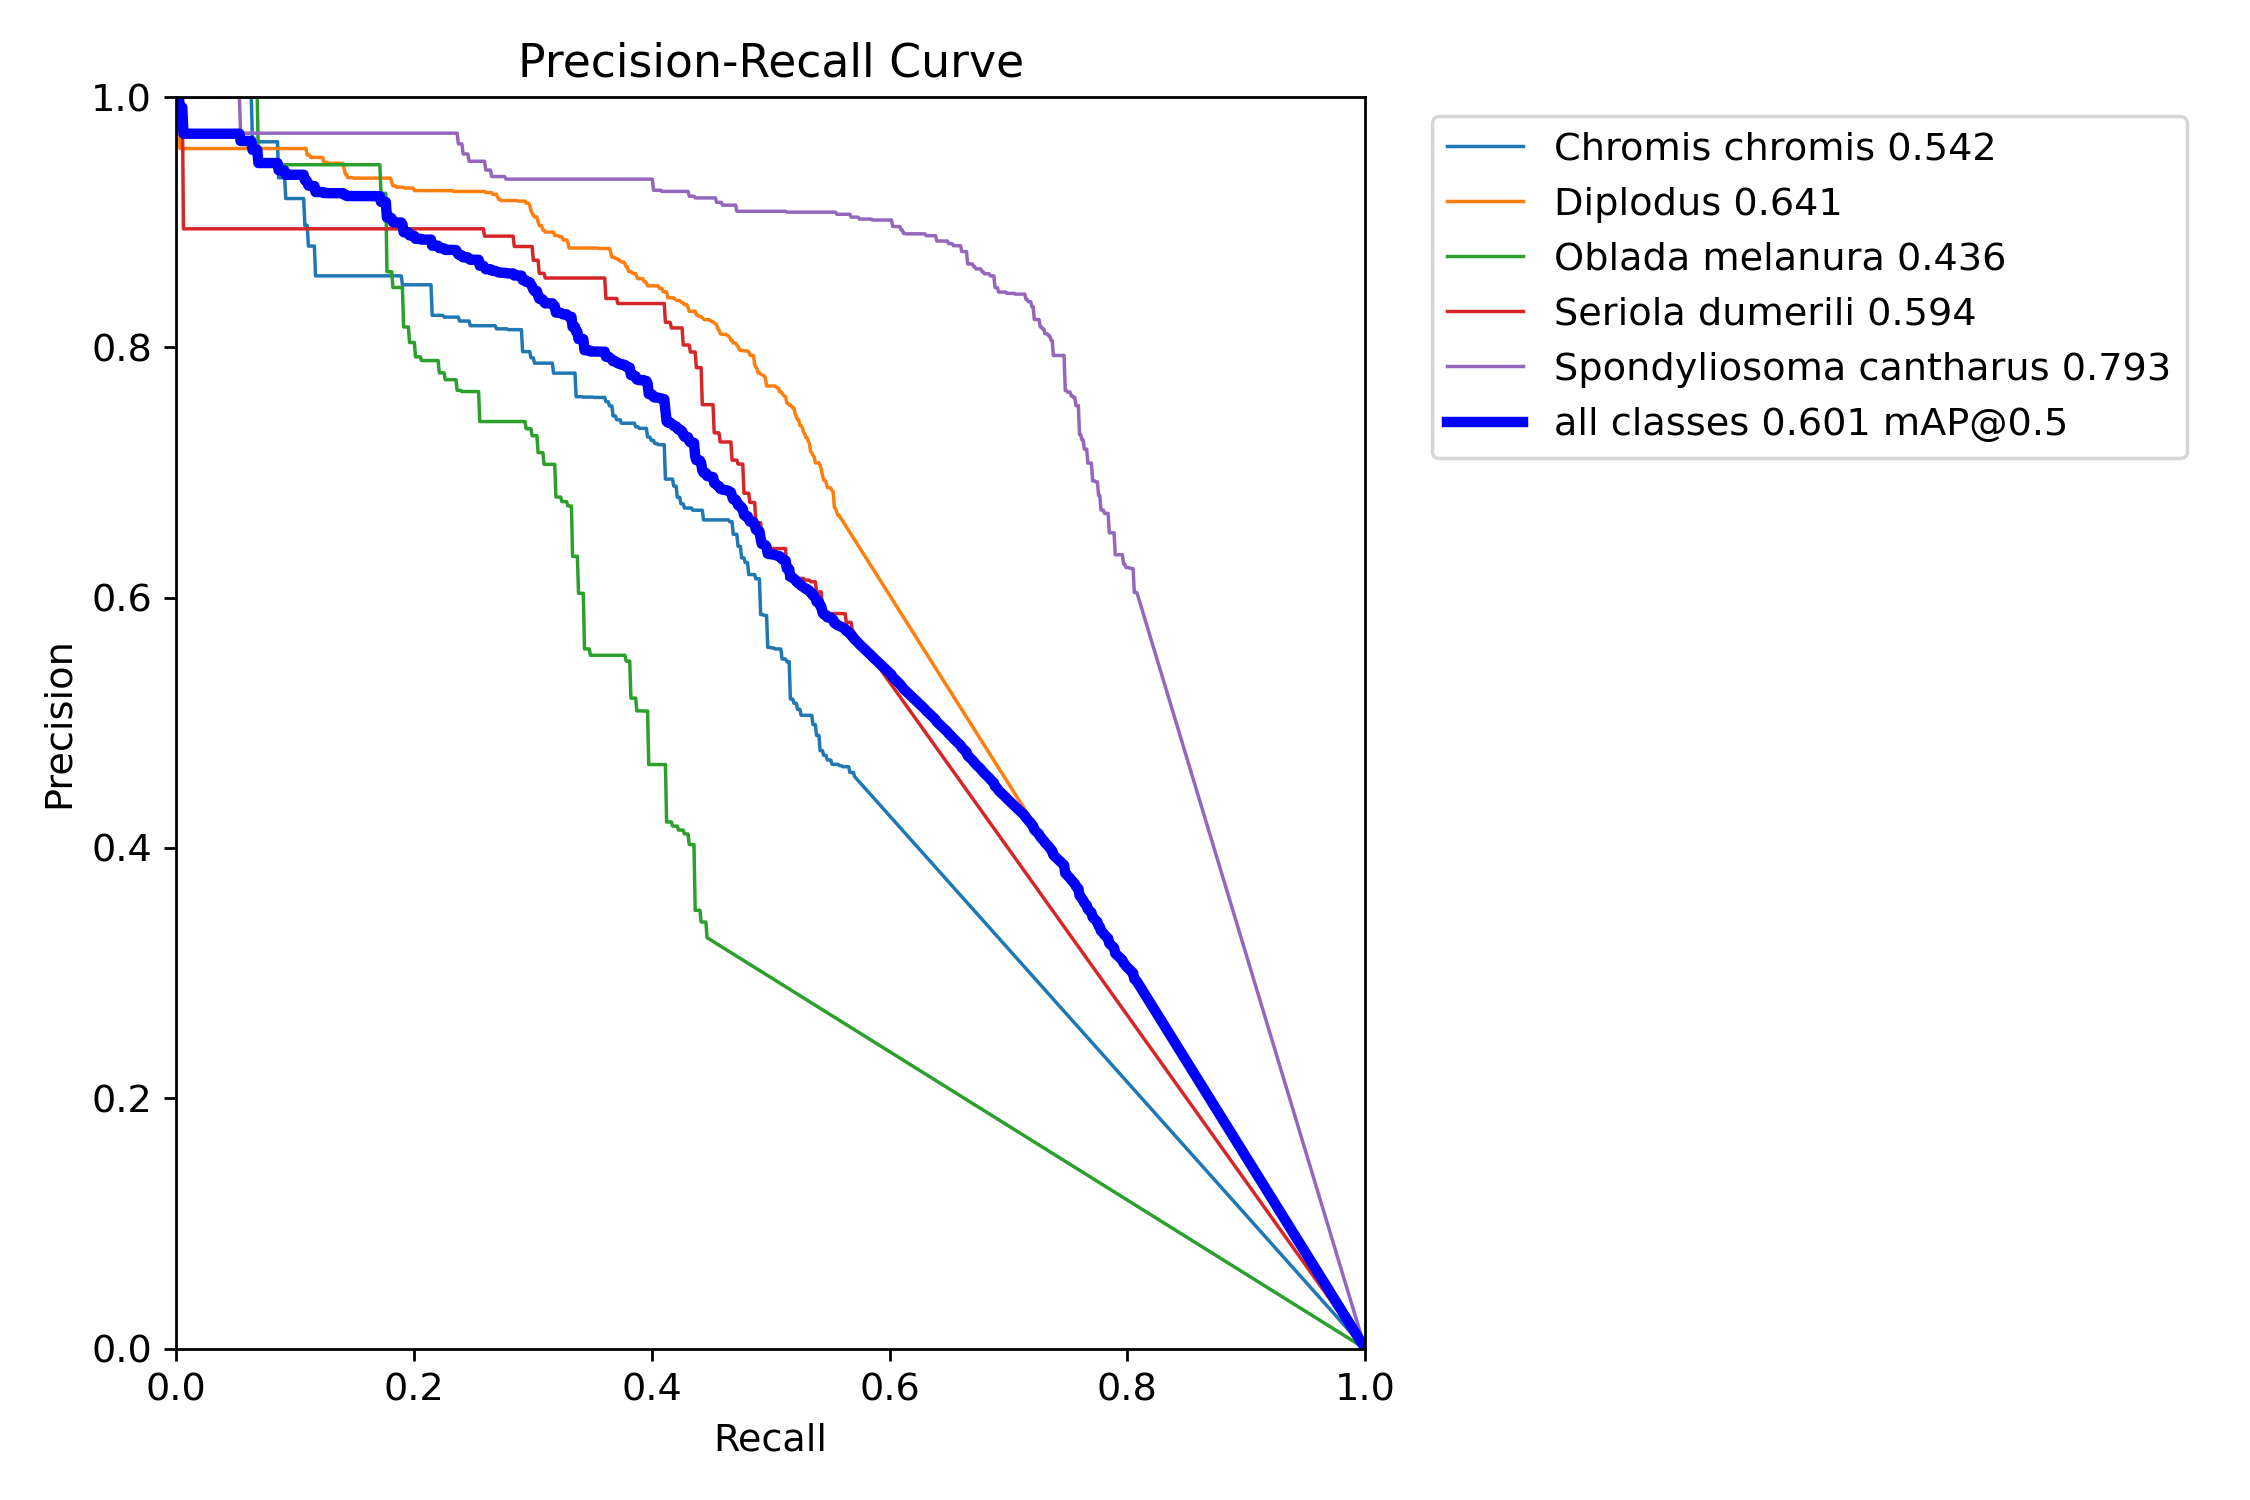 Precision-Recall Curve
1.0
0.8
0.6
0.4
0.2
0.0
Precision
0.0 0.2 0.4 0.6 0.8 1.0
Recall
Chromis chromis 0.542
Diplodus 0.641
Oblada melanura 0.436
Seriola dumerili 0.594
Spondyliosoma cantharus 0.793
all classes 0.601 mAP@0.5